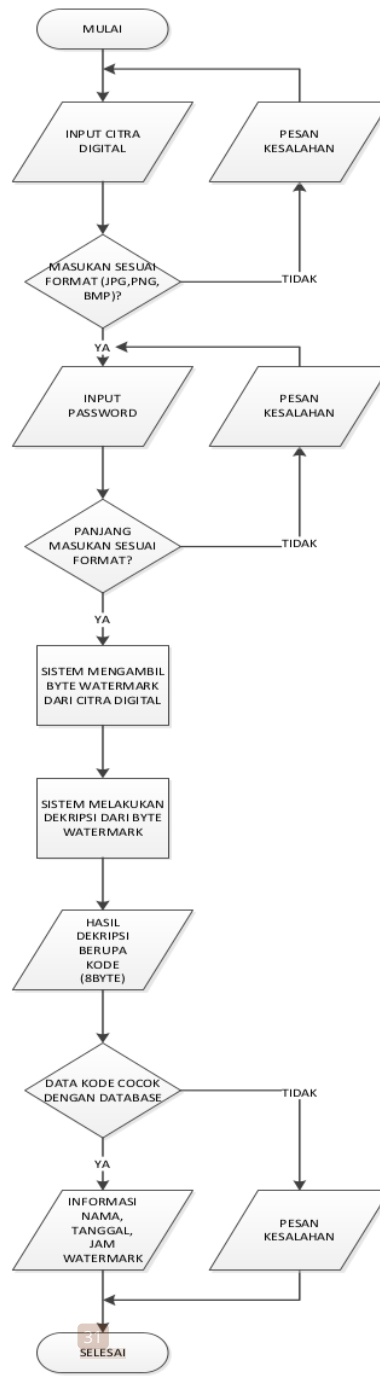 MULAI
INPUT CITRA
DIGITAL
PESAN
KESALAHAN
MASUKAN SESUAI
FORMAT (JPG,PNG,
BMP)?
TIDAK
YA
INPUT
PASSWORD
PESAN
KESALAHAN
PANJANG
MASUKAN SESUAI
FORMAT?
TIDAK
YA
SISTEM MENGAMBIL
BYTE WATERMARK
DARI CITRA DIGITAL
SISTEM MELAKUKAN
DEKRIPSI DARI BYTE
WATERMARK
HASIL
DEKRIPSI
BERUPA
KODE
(8BYTE)
DATA KODE COCOK
DENGAN DATABASE
TIDAK
YA
INFORMASI
NAMA,
TANGGAL,
JAM
WATERMARK
PESAN
KESALAHAN
31
SELESAI